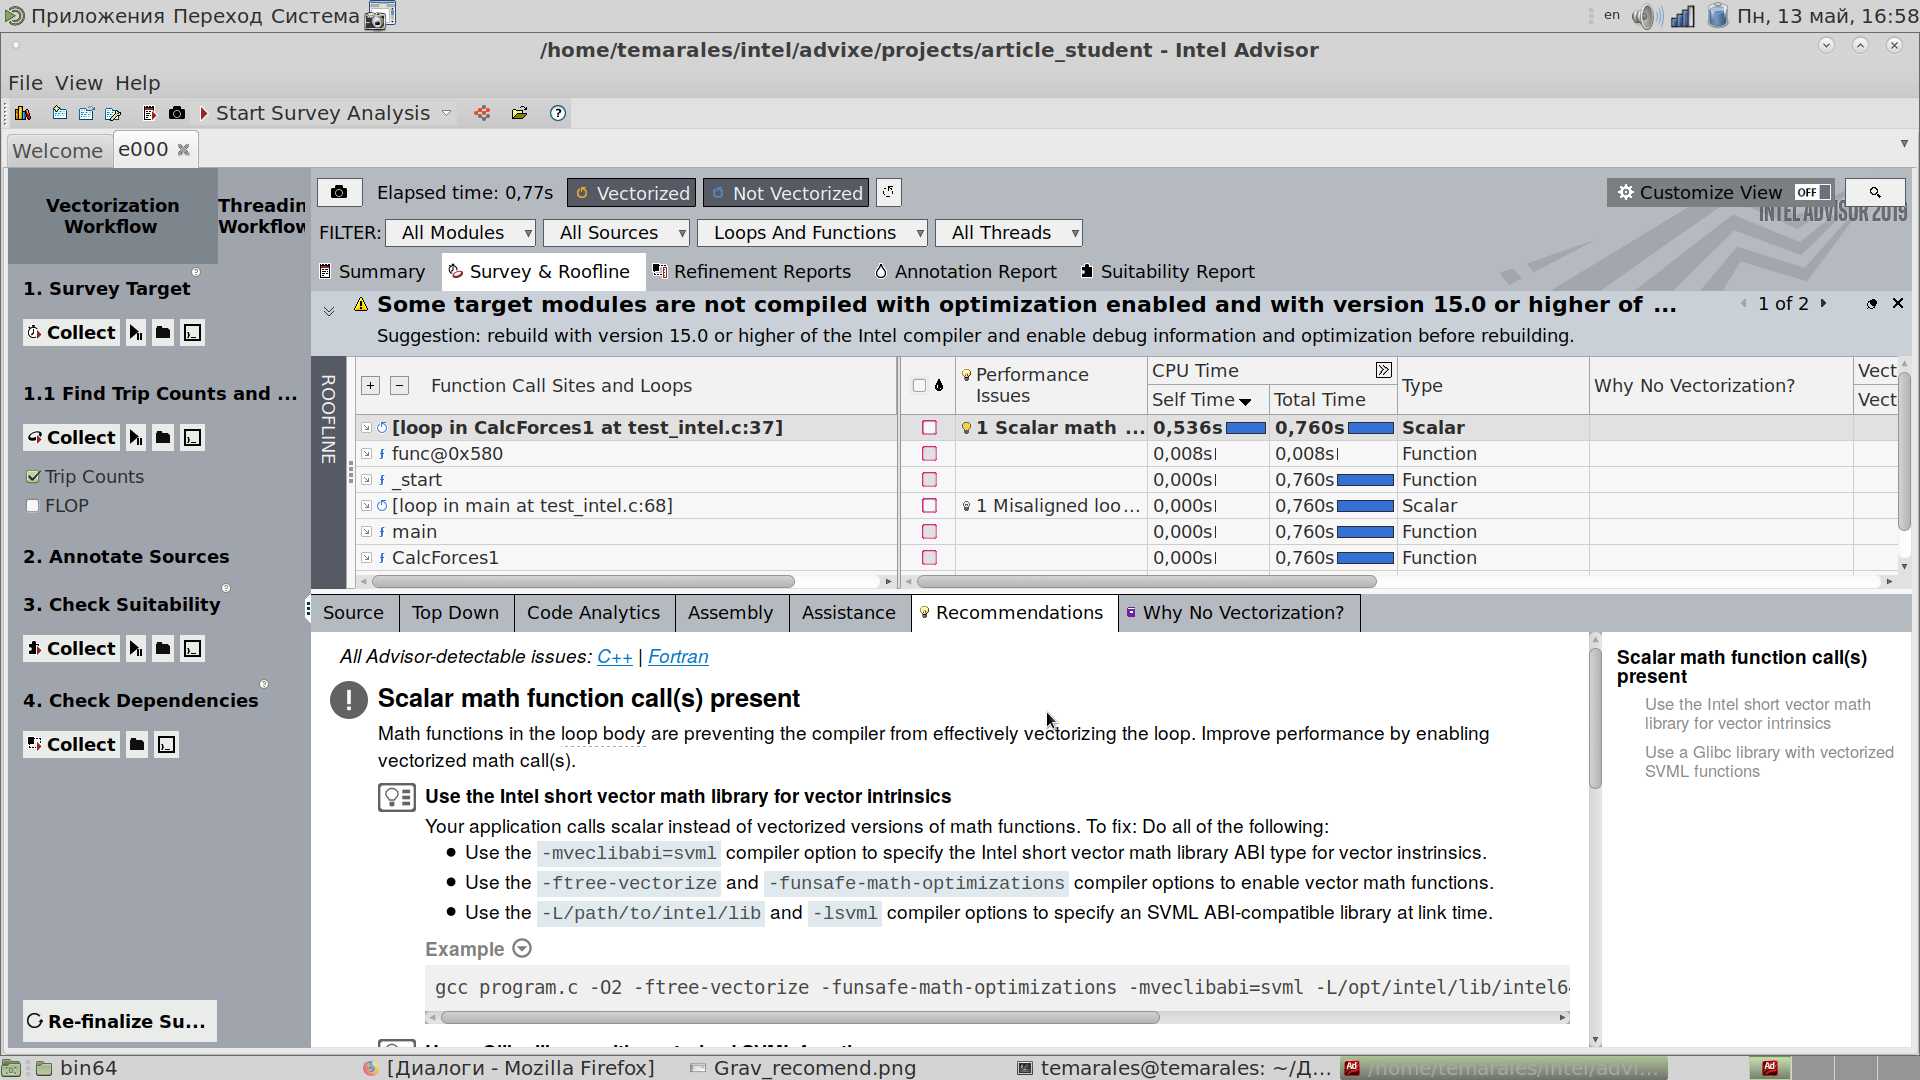 Приложения Переход Система
en
Пн, 13 май, 16:58
/home/temarales/intel/advixe/projects/article_student - Intel Advisor
File View Help
Start Survey Analysis
Welcome
e000
Vectorization
Workflow
Threadin
Workflow
Elapsed time: 0,77s
Vectorized
Not Vectorized
Customize View
OFF
INTEL ADVISOR 2019
FILTER:
All Modules
All Sources
Loops And Functions
All Threads
Summary
Survey & Roofline
Refinement Reports
Annotation Report
Suitability Report
Some target modules are not compiled with optimization enabled and with version 15.0 or higher of ...
1 of 2
Suggestion: rebuild with version 15.0 or higher of the Intel compiler and enable debug information and optimization before rebuilding.
1. Survey Target
Collect
1.1 Find Trip Counts and ...
Collect
Trip Counts
FLOP
2. Annotate Sources
3. Check Suitability
Collect
4. Check Dependencies
Collect
Re-finalize Su...
ROOFLINE
+ − Function Call Sites and Loops
Performance
Issues
CPU Time
Self Time
Total Time
Type
Why No Vectorization?
Vect
Vect
[loop in CalcForces1 at test_intel.c:37] 1 Scalar math ... 0,536s 0,760s Scalar
func@0x580 0,008s 0,008s Function
_start 0,000s 0,760s Function
[loop in main at test_intel.c:68] 1 Misaligned loo... 0,000s 0,760s Scalar
main 0,000s 0,760s Function
CalcForces1 0,000s 0,760s Function
Source
Top Down
Code Analytics
Assembly
Assistance
Recommendations
Why No Vectorization?
All Advisor-detectable issues: C++ | Fortran
Scalar math function call(s) present
Math functions in the loop body are preventing the compiler from effectively vectorizing the loop. Improve performance by enabling
vectorized math call(s).
Use the Intel short vector math library for vector intrinsics
Your application calls scalar instead of vectorized versions of math functions. To fix: Do all of the following:
Use the -mveclibabi=svml compiler option to specify the Intel short vector math library ABI type for vector instrinsics.
Use the -ftree-vectorize and -funsafe-math-optimizations compiler options to enable vector math functions.
Use the -L/path/to/intel/lib and -lsvml compiler options to specify an SVML ABI-compatible library at link time.
Example
gcc program.c -O2 -ftree-vectorize -funsafe-math-optimizations -mveclibabi=svml -L/opt/intel/lib/intel6
Scalar math function call(s)
present
Use the Intel short vector math
library for vector intrinsics
Use a Glibc library with vectorized
SVML functions
bin64
[Диалоги - Mozilla Firefox]
Grav_recomend.png
temarales@temarales: ~/Д...
/home/temarales/intel/advi...